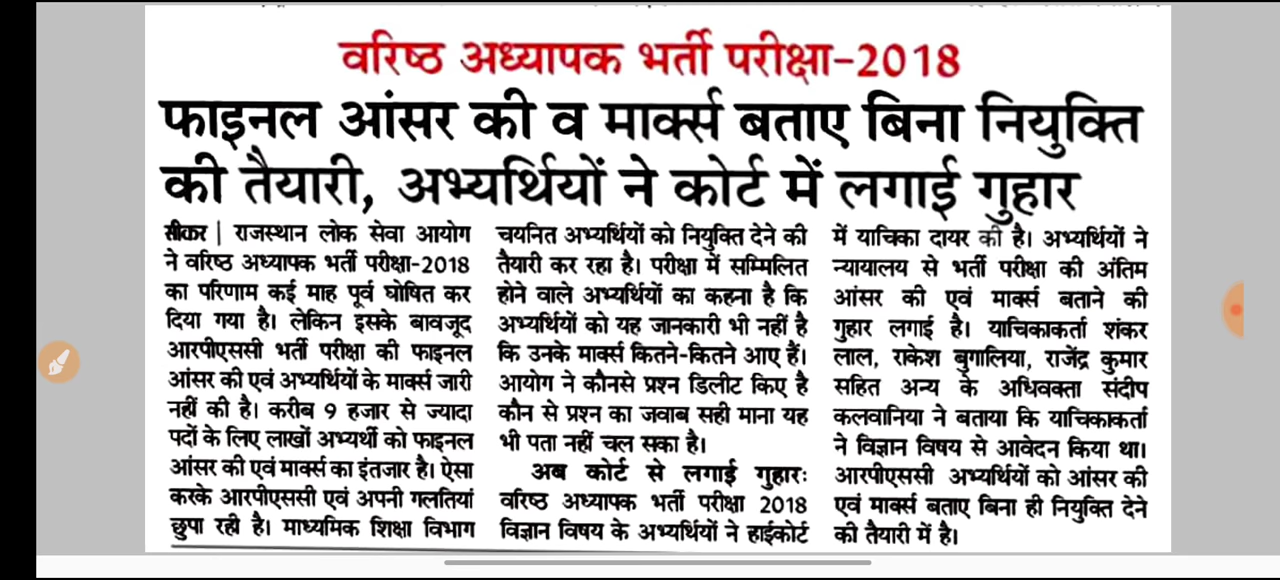 वरिष्ठ अध्यापक भर्ती परीक्षा-2018
फाइनल आंसर की व मार्क्स बताए बिना नियुक्ति
की तैयारी, अभ्यर्थियों ने कोर्ट में लगाई गुहार
सीकर | राजस्थान लोक सेवा आयोग
ने वरिष्ठ अध्यापक भर्ती परीक्षा-2018
का परिणाम कई माह पूर्व घोषित कर
दिया गया है। लेकिन इसके बावजूद
आरपीएससी भर्ती परीक्षा की फाइनल
आंसर की एवं अभ्यर्थियों के मार्क्स जारी
नहीं की है। करीब 9 हजार से ज्यादा
पदों के लिए लाखों अभ्यर्थी को फाइनल
आंसर की एवं मार्क्स का इंतजार है। ऐसा
करके आरपीएससी एवं अपनी गलतियां
छुपा रही है। माध्यमिक शिक्षा विभाग
चयनित अभ्यर्थियों को नियुक्ति देने की
तैयारी कर रहा है। परीक्षा में सम्मिलित
होने वाले अभ्यर्थियों का कहना है कि
अभ्यर्थियों को यह जानकारी भी नहीं है
कि उनके मार्क्स कितने-कितने आए हैं।
आयोग ने कौनसे प्रश्न डिलीट किए है
कौन से प्रश्न का जवाब सही माना यह
भी पता नहीं चल सका है।
अब कोर्ट से लगाई गुहारः
वरिष्ठ अध्यापक भर्ती परीक्षा 2018
विज्ञान विषय के अभ्यर्थियों ने हाईकोर्ट
में याचिका दायर की है। अभ्यर्थियों ने
न्यायालय से भर्ती परीक्षा की अंतिम
आंसर की एवं मार्क्स बताने की
गुहार लगाई है। याचिकाकर्ता शंकर
लाल, राकेश बुगालिया, राजेंद्र कुमार
सहित अन्य के अधिवक्ता संदीप
कलवानिया ने बताया कि याचिकाकर्ता
ने विज्ञान विषय से आवेदन किया था।
आरपीएससी अभ्यर्थियों को आंसर की
एवं मार्क्स बताए बिना ही नियुक्ति देने
की तैयारी में है।